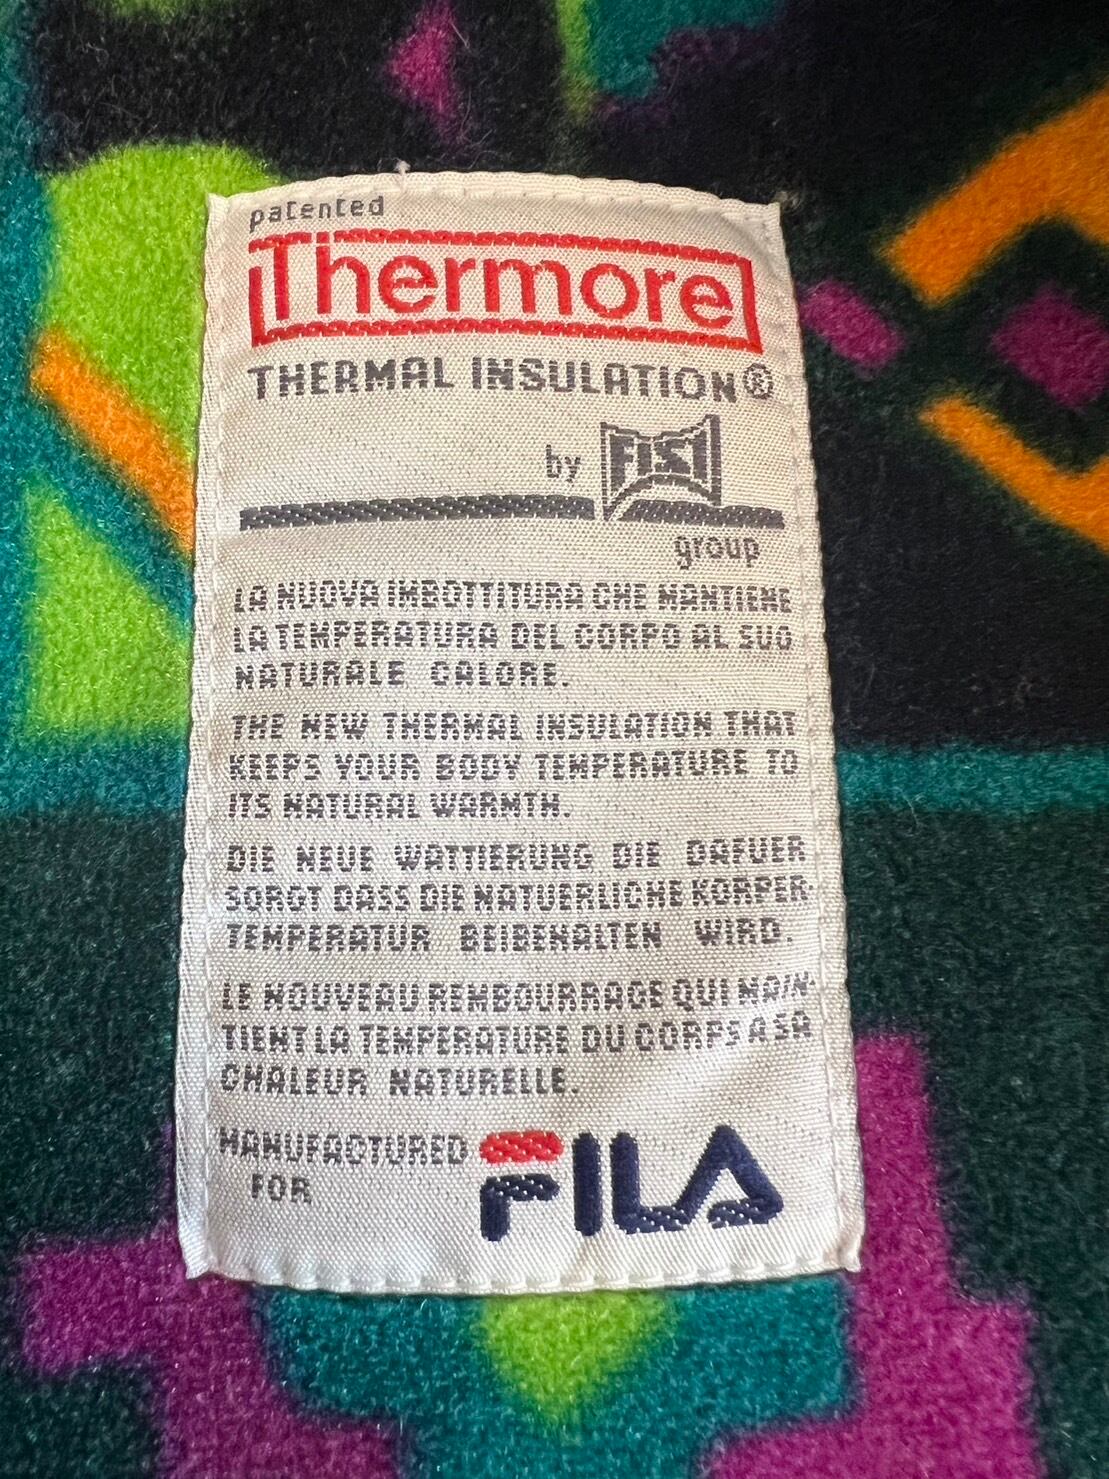 patented
Thermore
THERMAL INSULATION®
by FISI
group
LA NUOVA IMBOTTITURA CHE MANTIENE
LA TEMPERATURA DEL CORPO AL SUO
NATURALE CALORE.
THE NEW THERMAL INSULATION THAT
KEEPS YOUR BODY TEMPERATURE TO
ITS NATURAL WARMTH.
DIE NEUE WATTIERUNG DIE DAFUER
SORGT DASS DIE NATUERLICHE KORPER-
TEMPERATUR BEIBEHALTEN WIRD.
LE NOUVEAU REMBOURRAGE QUI MAIN-
TIENT LA TEMPERATURE DU CORPS A SA
CHALEUR NATURELLE.
MANUFACTURED
FOR
FILA